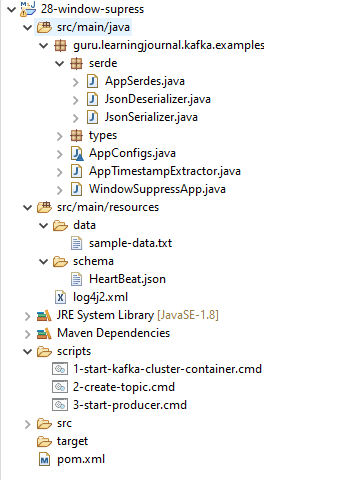 28-window-supress
src/main/java
guru.learningjournal.kafka.examples
serde
AppSerdes.java
JsonDeserializer.java
JsonSerializer.java
types
AppConfigs.java
AppTimestampExtractor.java
WindowSuppressApp.java
src/main/resources
data
sample-data.txt
schema
HeartBeat.json
log4j2.xml
JRE System Library [JavaSE-1.8]
Maven Dependencies
scripts
1-start-kafka-cluster-container.cmd
2-create-topic.cmd
3-start-producer.cmd
src
target
pom.xml